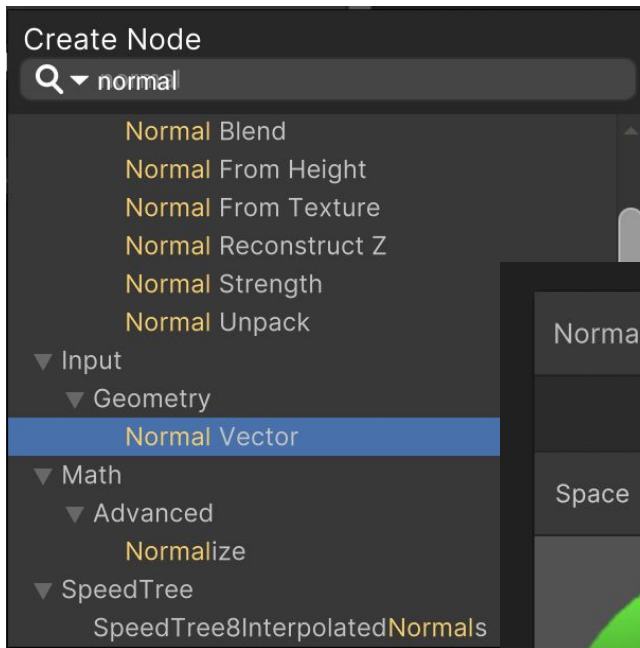 Create Node
normal
Normal Blend
Normal From Height
Normal From Texture
Normal Reconstruct Z
Normal Strength
Normal Unpack
Input
Geometry
Normal Vector
Math
Advanced
Normalize
SpeedTree
SpeedTree8InterpolatedNormals
Norma
Space